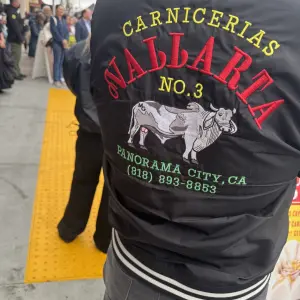 CARNICERIAS
VALLARTA
NO.3
PANORAMA CITY, CA
(818) 893-8853